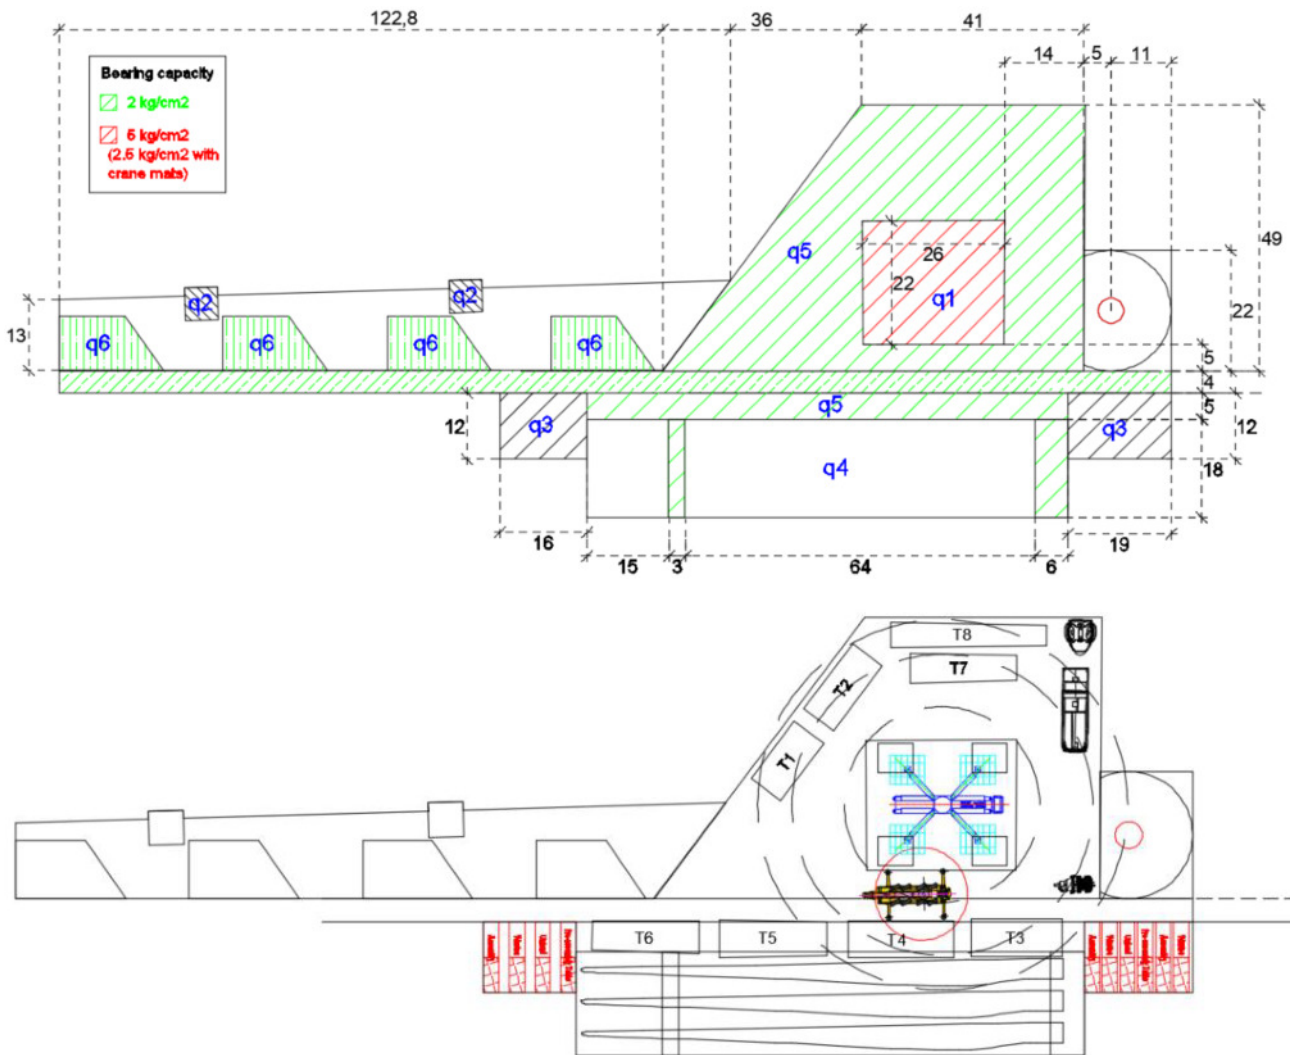 122,8
36
41
14
5
11
Bearing capacity
2 kg/cm2
5 kg/cm2
(2.5 kg/cm2 with
crane mats)
49
q5
26
22
q1
q2
q2
22
13
q6
q6
q6
q6
5
4
q5
5
12
q3
q3
12
q4
18
16
19
15
3
64
6
T8
T7
T2
T1
T6
T5
T4
T3